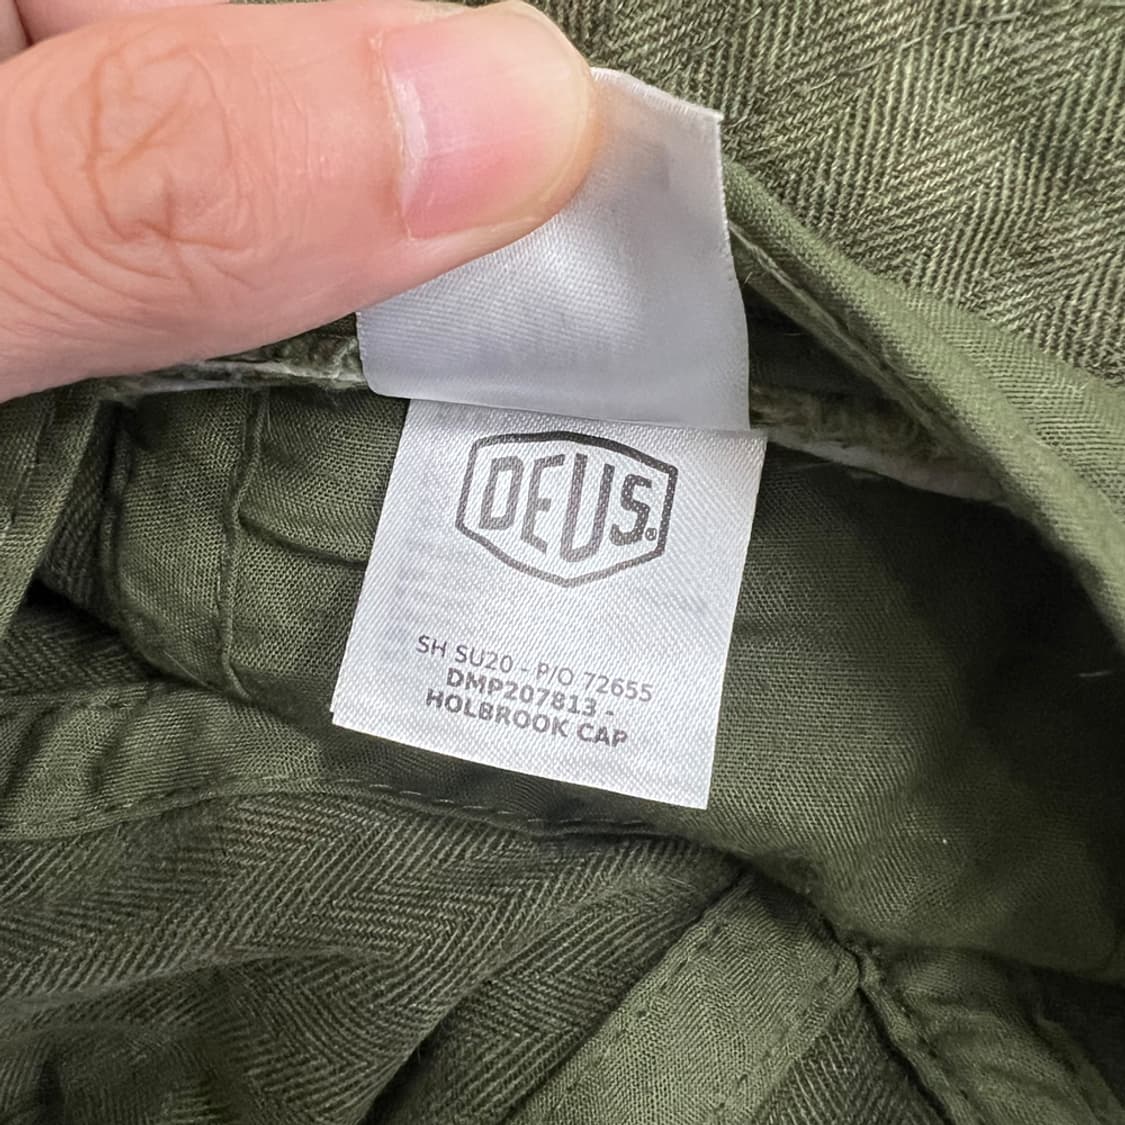 DEUS.®
SH SU20 - P/O 72655
DMP207813 -
HOLBROOK CAP